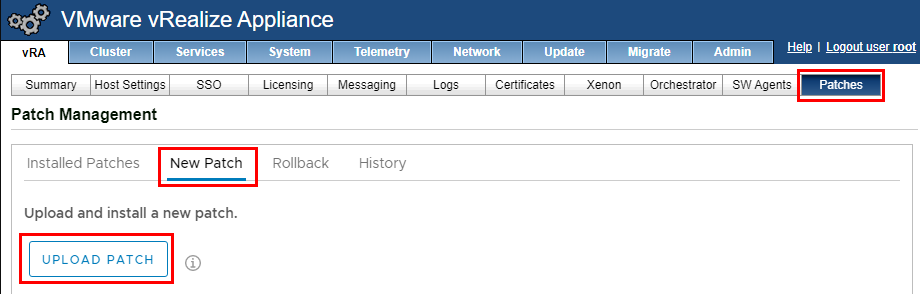 VMware vRealize Appliance
vRA Cluster Services System Telemetry Network Update Migrate Admin Help | Logout user root
Summary Host Settings SSO Licensing Messaging Logs Certificates Xenon Orchestrator SW Agents Patches
Patch Management
Installed Patches New Patch Rollback History
Upload and install a new patch.
UPLOAD PATCH